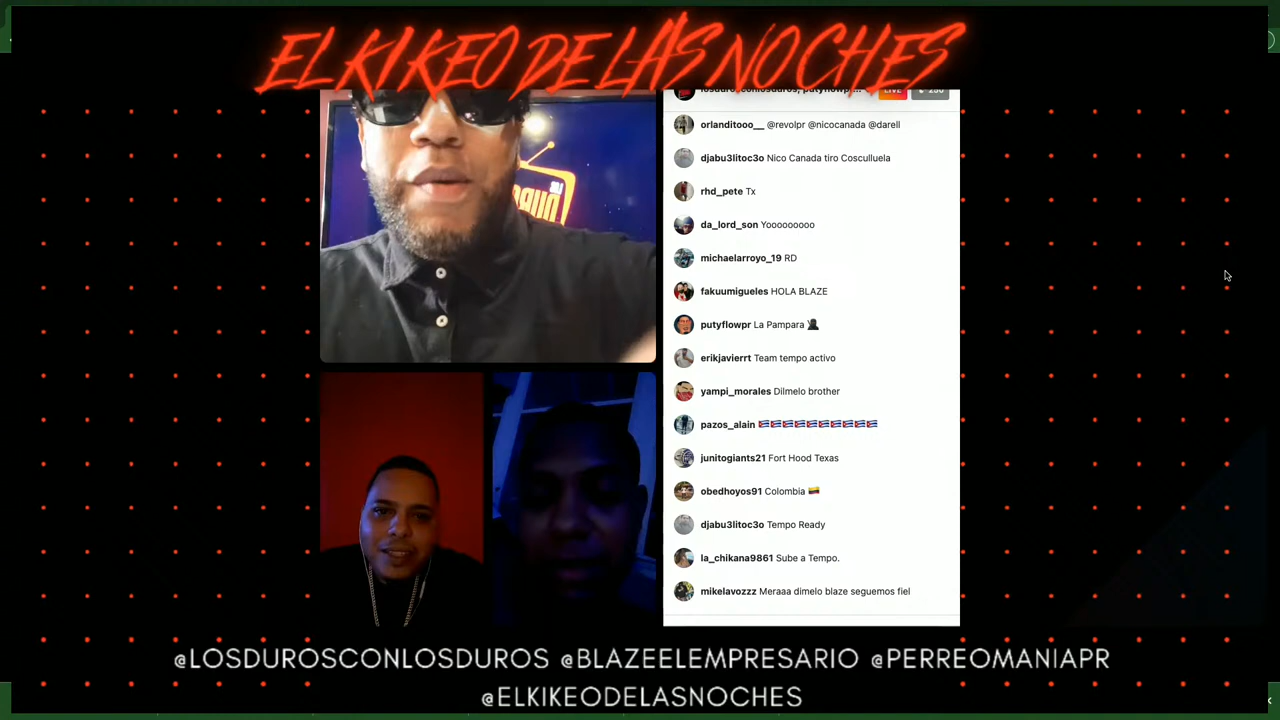 EL KIKEO DE LAS NOCHES
LIVE
orlanditooo__ @revolpr @nicocanada @darell
djabu3litoc3o Nico Canada tiro Cosculluela
rhd_pete Tx
da_lord_son Yooooooooo
michaelarroyo_19 RD
fakuumigueles HOLA BLAZE
putyflowpr La Pampara
erikjavierrt Team tempo activo
yampi_morales Dilmelo brother
pazos_alain
junitogiants21 Fort Hood Texas
obedhoyos91 Colombia
djabu3litoc3o Tempo Ready
la_chikana9861 Sube a Tempo.
mikelavozzz Meraaa dimelo blaze seguemos fiel
@LOSDUROSCONLOSDUROS @BLAZEELEMPRESARIO @PERREOMANIAPR
@ELKIKEODELASNOCHES